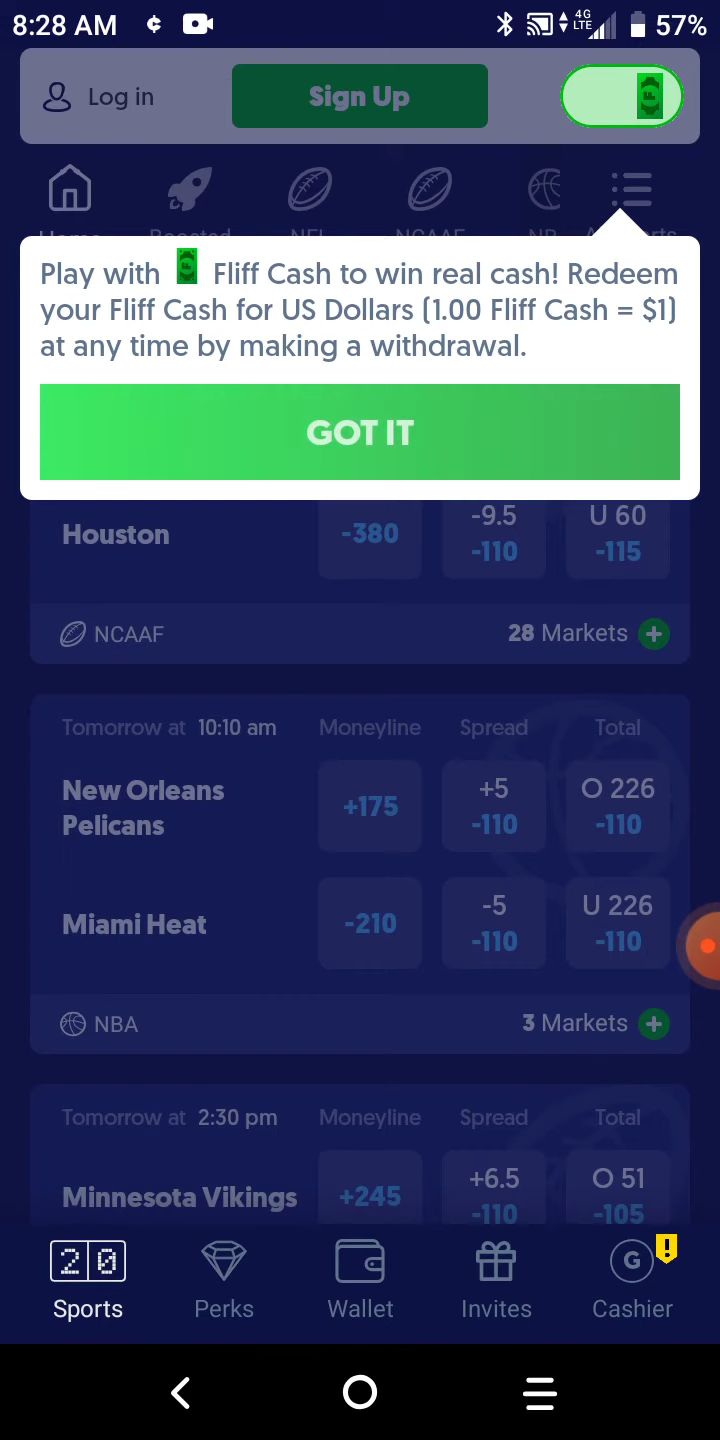 8:28 AM
4G
LTE
57%
Log in
Sign Up
Play with Fliff Cash to win real cash! Redeem
your Fliff Cash for US Dollars (1.00 Fliff Cash = $1)
at any time by making a withdrawal.
GOT IT
Houston
-380
-9.5
-110
U 60
-115
NCAAF
28 Markets
Tomorrow at 10:10 am
Moneyline
Spread
Total
New Orleans
Pelicans
+175
+5
-110
O 226
-110
Miami Heat
-210
-5
-110
U 226
-110
NBA
3 Markets
Tomorrow at 2:30 pm
Moneyline
Spread
Total
Minnesota Vikings
+245
+6.5
-110
O 51
-105
20
Sports
Perks
Wallet
Invites
G
!
Cashier